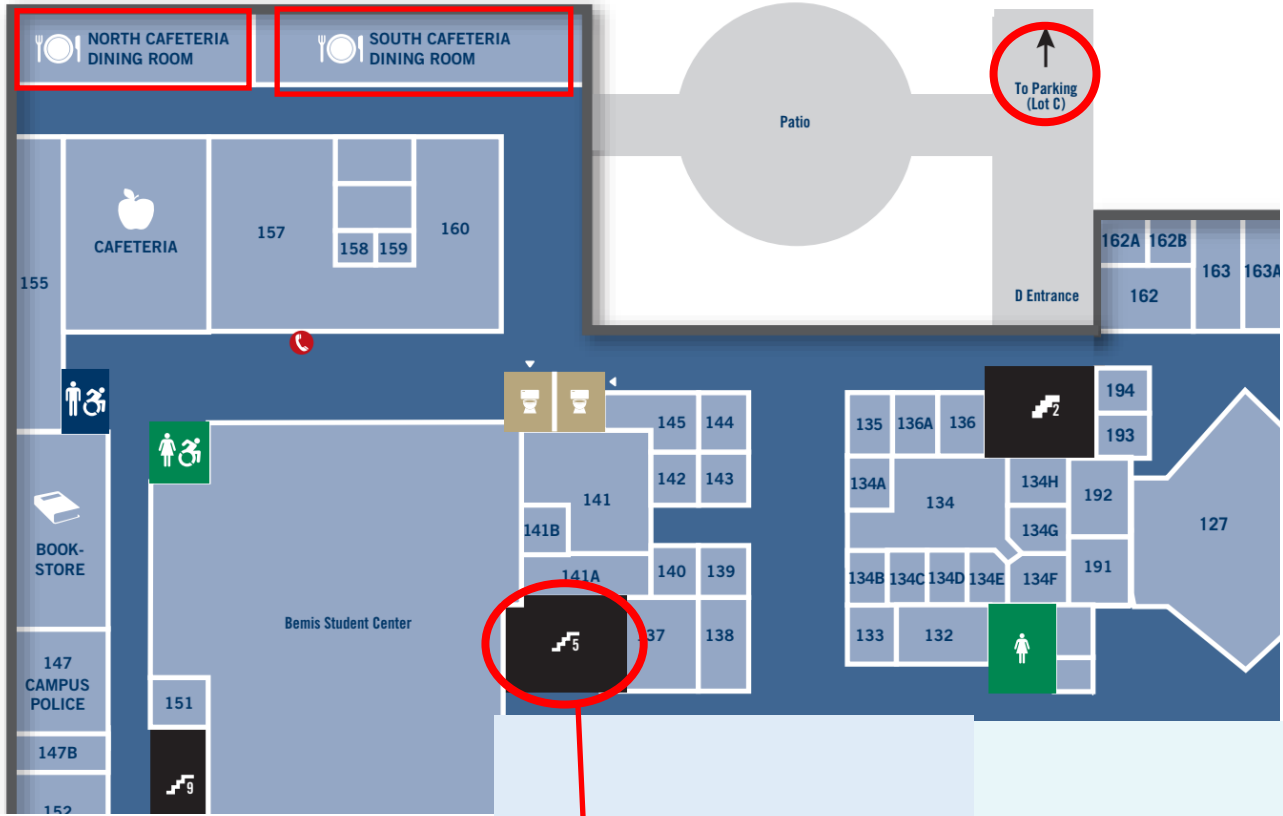 NORTH CAFETERIA
DINING ROOM
SOUTH CAFETERIA
DINING ROOM
To Parking
(Lot C)
Patio
D Entrance
CAFETERIA
155
157
158
159
160
162A
162B
162
163
163A
2
194
193
135
136A
136
145
144
142
143
141
141B
141A
140
139
134A
134
134H
134G
192
191
127
134B
134C
134D
134E
134F
BOOK-
STORE
Bemis Student Center
5
137
138
133
132
147
CAMPUS
POLICE
151
147B
9
152